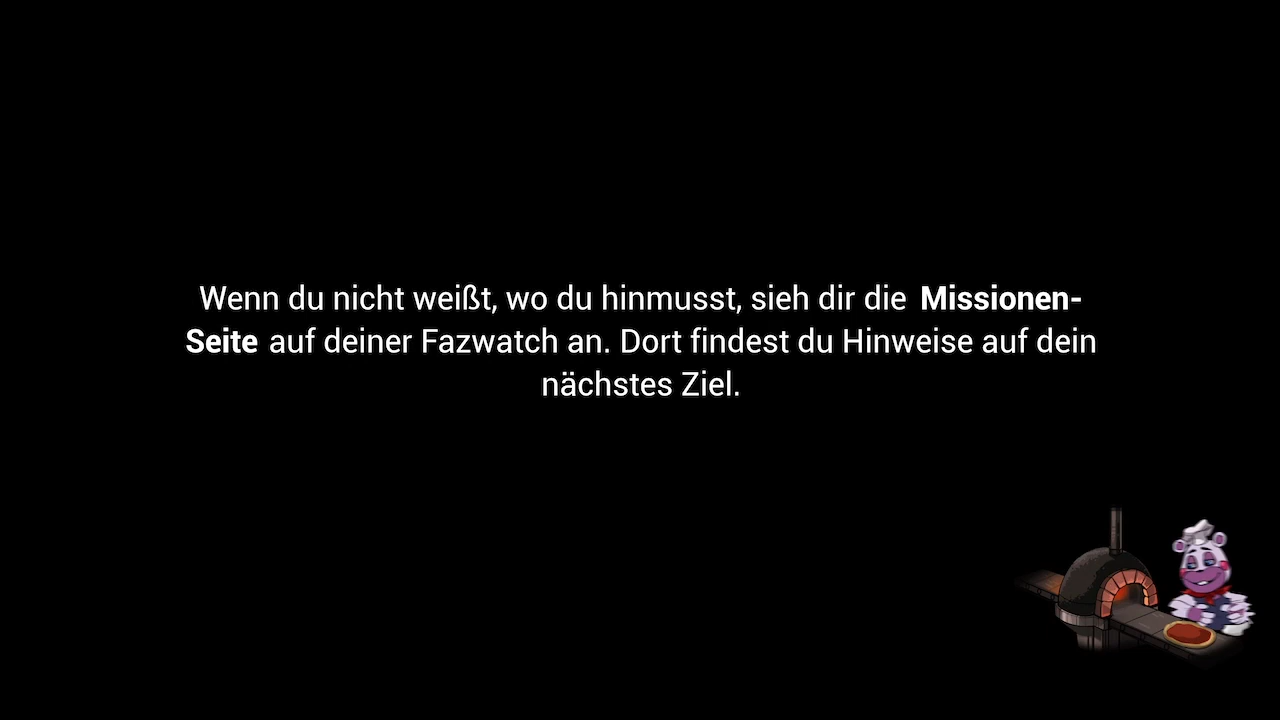 Wenn du nicht weißt, wo du hinmusst, sieh dir die Missionen-
Seite auf deiner Fazwatch an. Dort findest du Hinweise auf dein
nächstes Ziel.